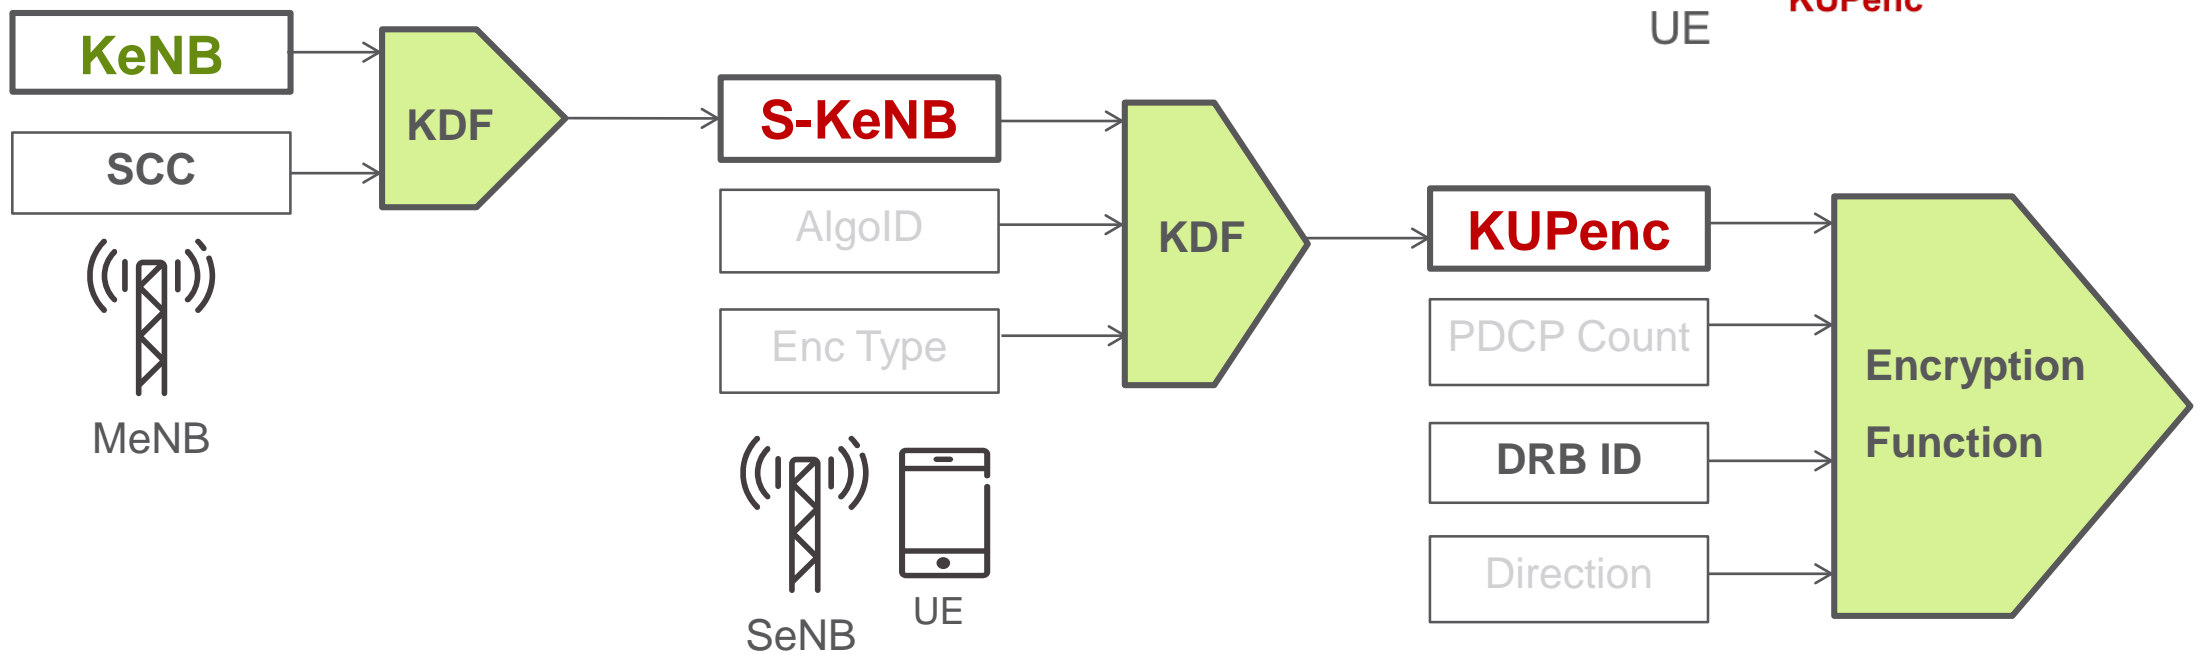 KUPenc
UE
KeNB
SCC
KDF
MeNB
S-KeNB
AlgoID
Enc Type
KDF
SeNB
UE
KUPenc
PDCP Count
DRB ID
Direction
Encryption
Function